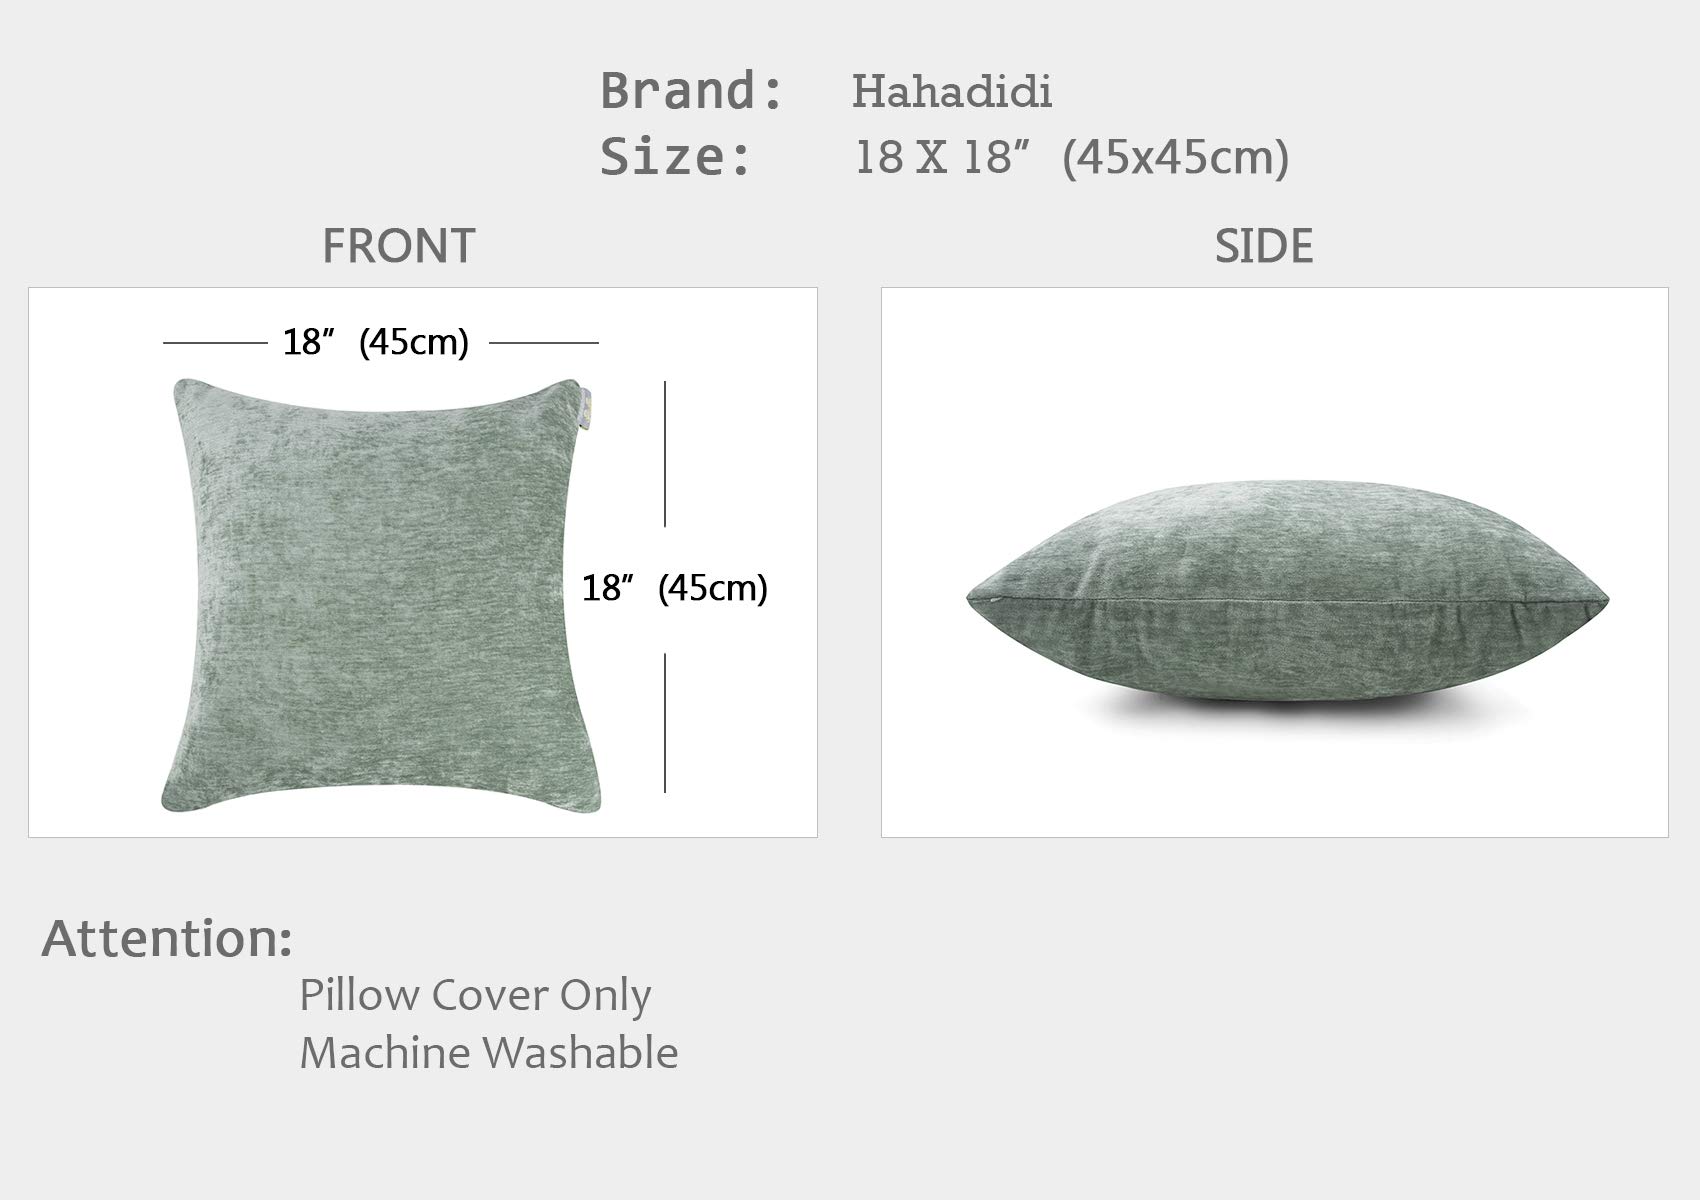 Brand: Hahadidi
Size: 18 X 18” (45x45cm)
FRONT
SIDE
18” (45cm)
18” (45cm)
Attention:
Pillow Cover Only
Machine Washable